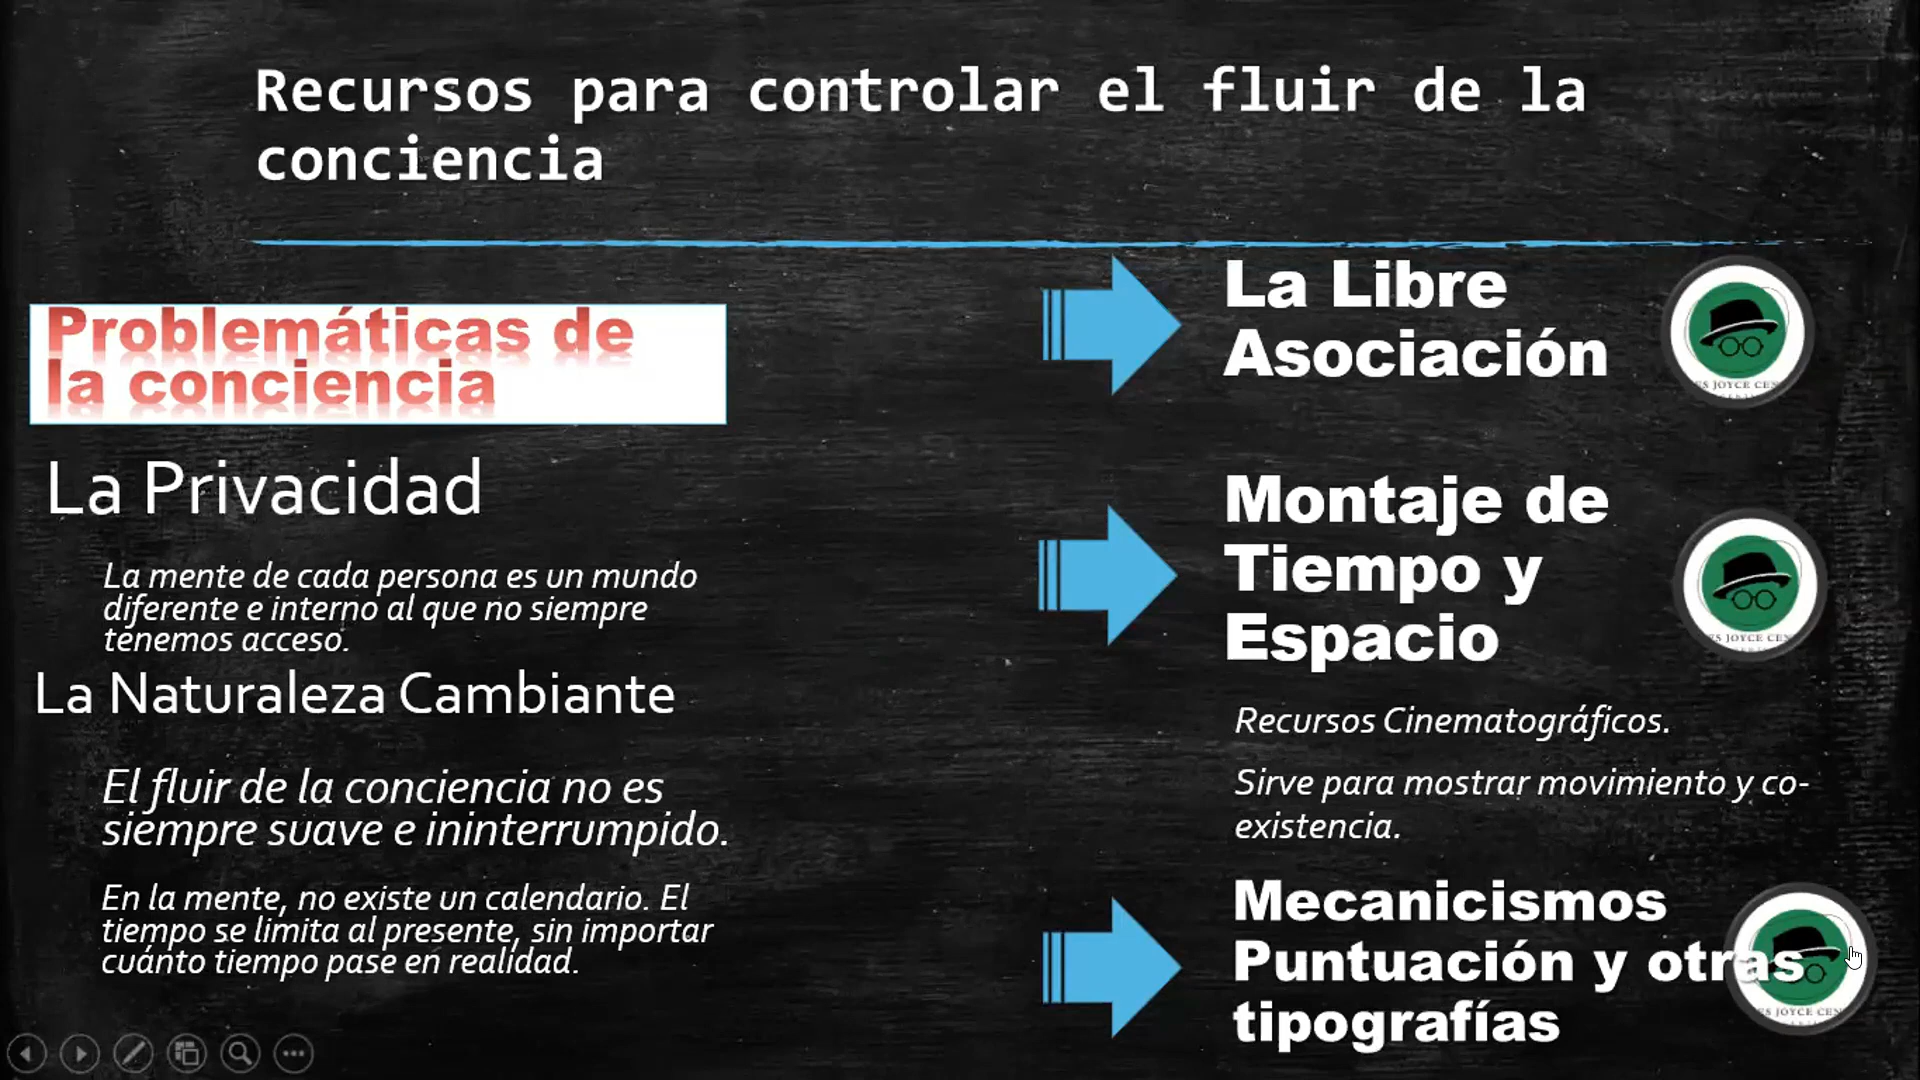 Recursos para controlar el fluir de la
conciencia
Problemáticas de
la conciencia
La Privacidad
La mente de cada persona es un mundo
diferente e interno al que no siempre
tenemos acceso.
La Naturaleza Cambiante
El fluir de la conciencia no es
siempre suave e ininterrumpido.
En la mente, no existe un calendario. El
tiempo se limita al presente, sin importar
cuánto tiempo pase en realidad.
La Libre
Asociación
JOYCE
Montaje de
Tiempo y
Espacio
JOYCE
Recursos Cinematográficos.
Sirve para mostrar movimiento y co-
existencia.
Mecanicismos
Puntuación y otras
tipografías
JOYCE